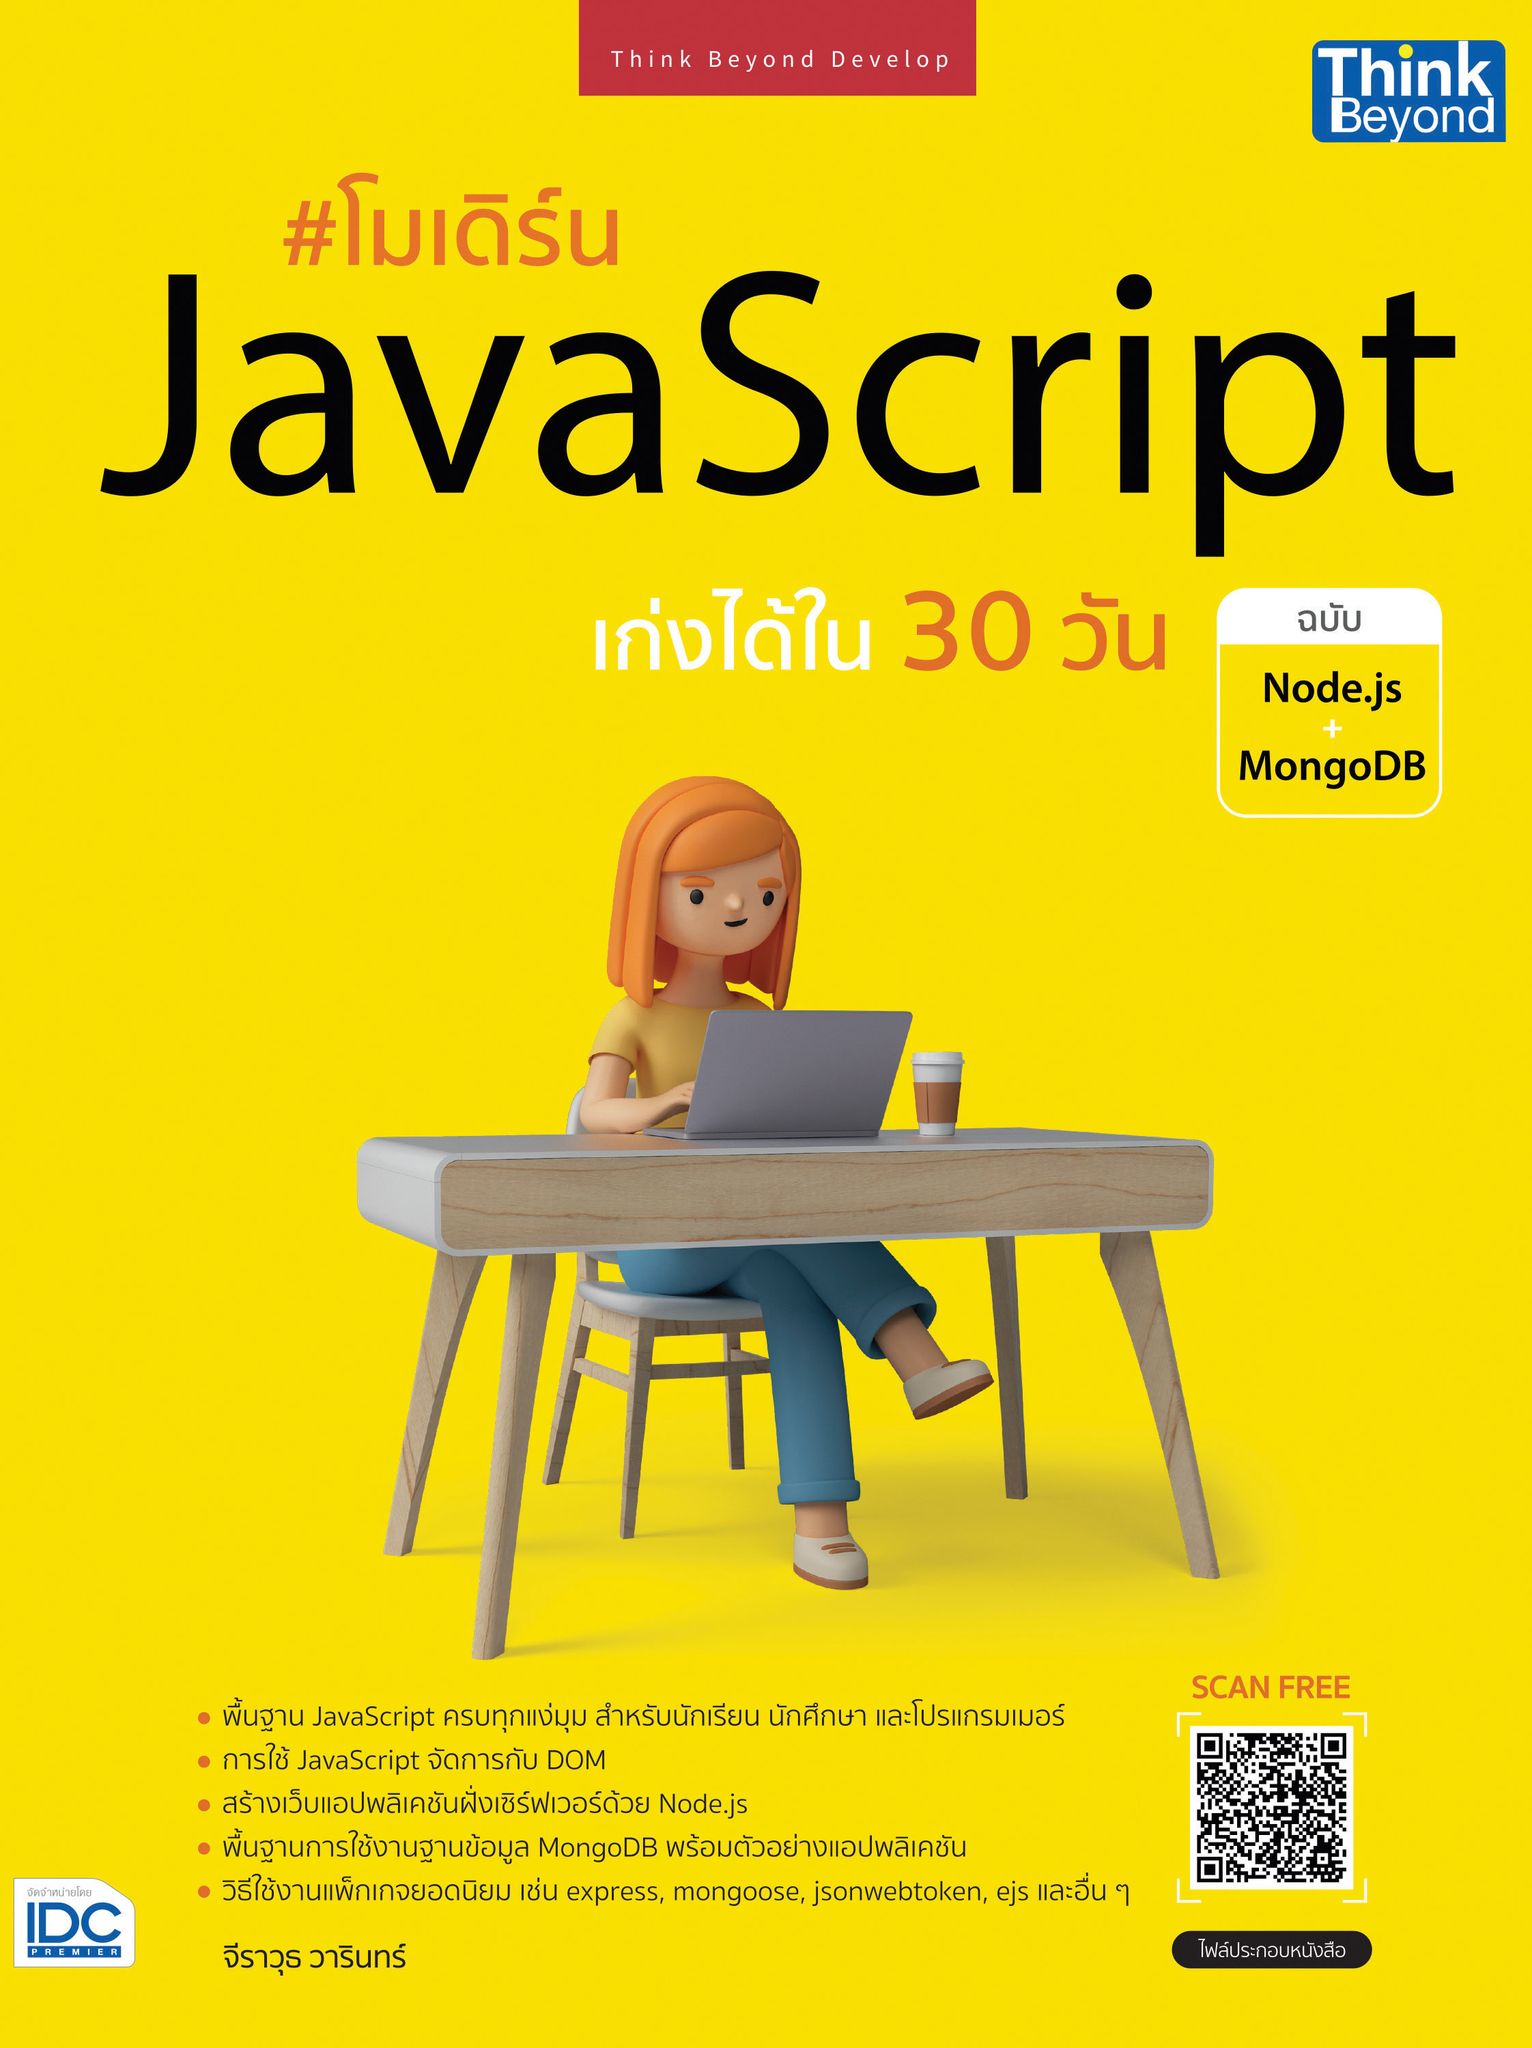 Think Beyond Develop
Think
Beyond
#โมเดิร์น
JavaScript
เก่งได้ใน 30 วัน
ฉบับ
Node.js
+
MongoDB
SCAN FREE
• พื้นฐาน JavaScript ครบทุกแง่มุม สำหรับนักเรียน นักศึกษา และโปรแกรมเมอร์
• การใช้ JavaScript จัดการกับ DOM
• สร้างเว็บแอปพลิเคชันฝั่งเซิร์ฟเวอร์ด้วย Node.js
• พื้นฐานการใช้งานฐานข้อมูล MongoDB พร้อมตัวอย่างแอปพลิเคชัน
• วิธีใช้งานแพ็กเกจยอดนิยม เช่น express, mongoose, jsonwebtoken, ejs และอื่น ๆ
จัดจำหน่ายโดย
IDC
PREMIER
จีราวุธ วารินทร์
ไฟล์ประกอบหนังสือ